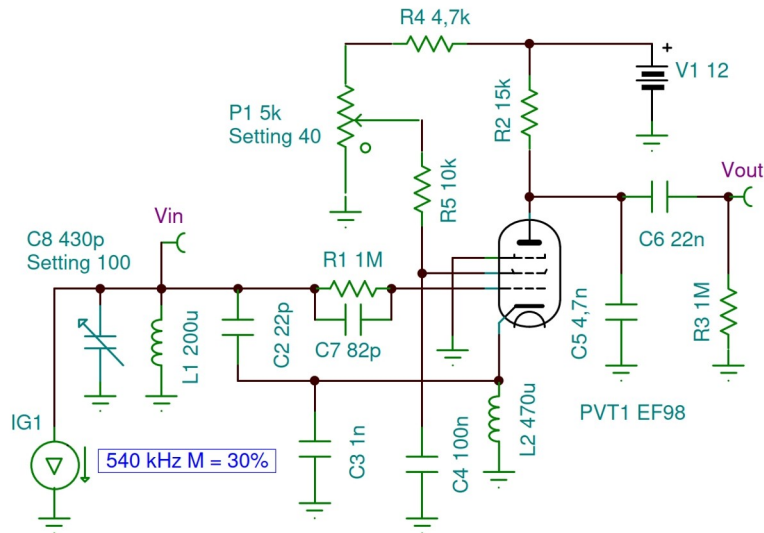 R4 4,7k
V1 12
+
P1 5k
Setting 40
R2 15k
R5 10k
Vout
Vin
C8 430p
Setting 100
C6 22n
R1 1M
C7 82p
C2 22p
L1 200u
C5 4,7n
R3 1M
PVT1 EF98
IG1
540 kHz M = 30%
C3 1n
C4 100n
L2 470u